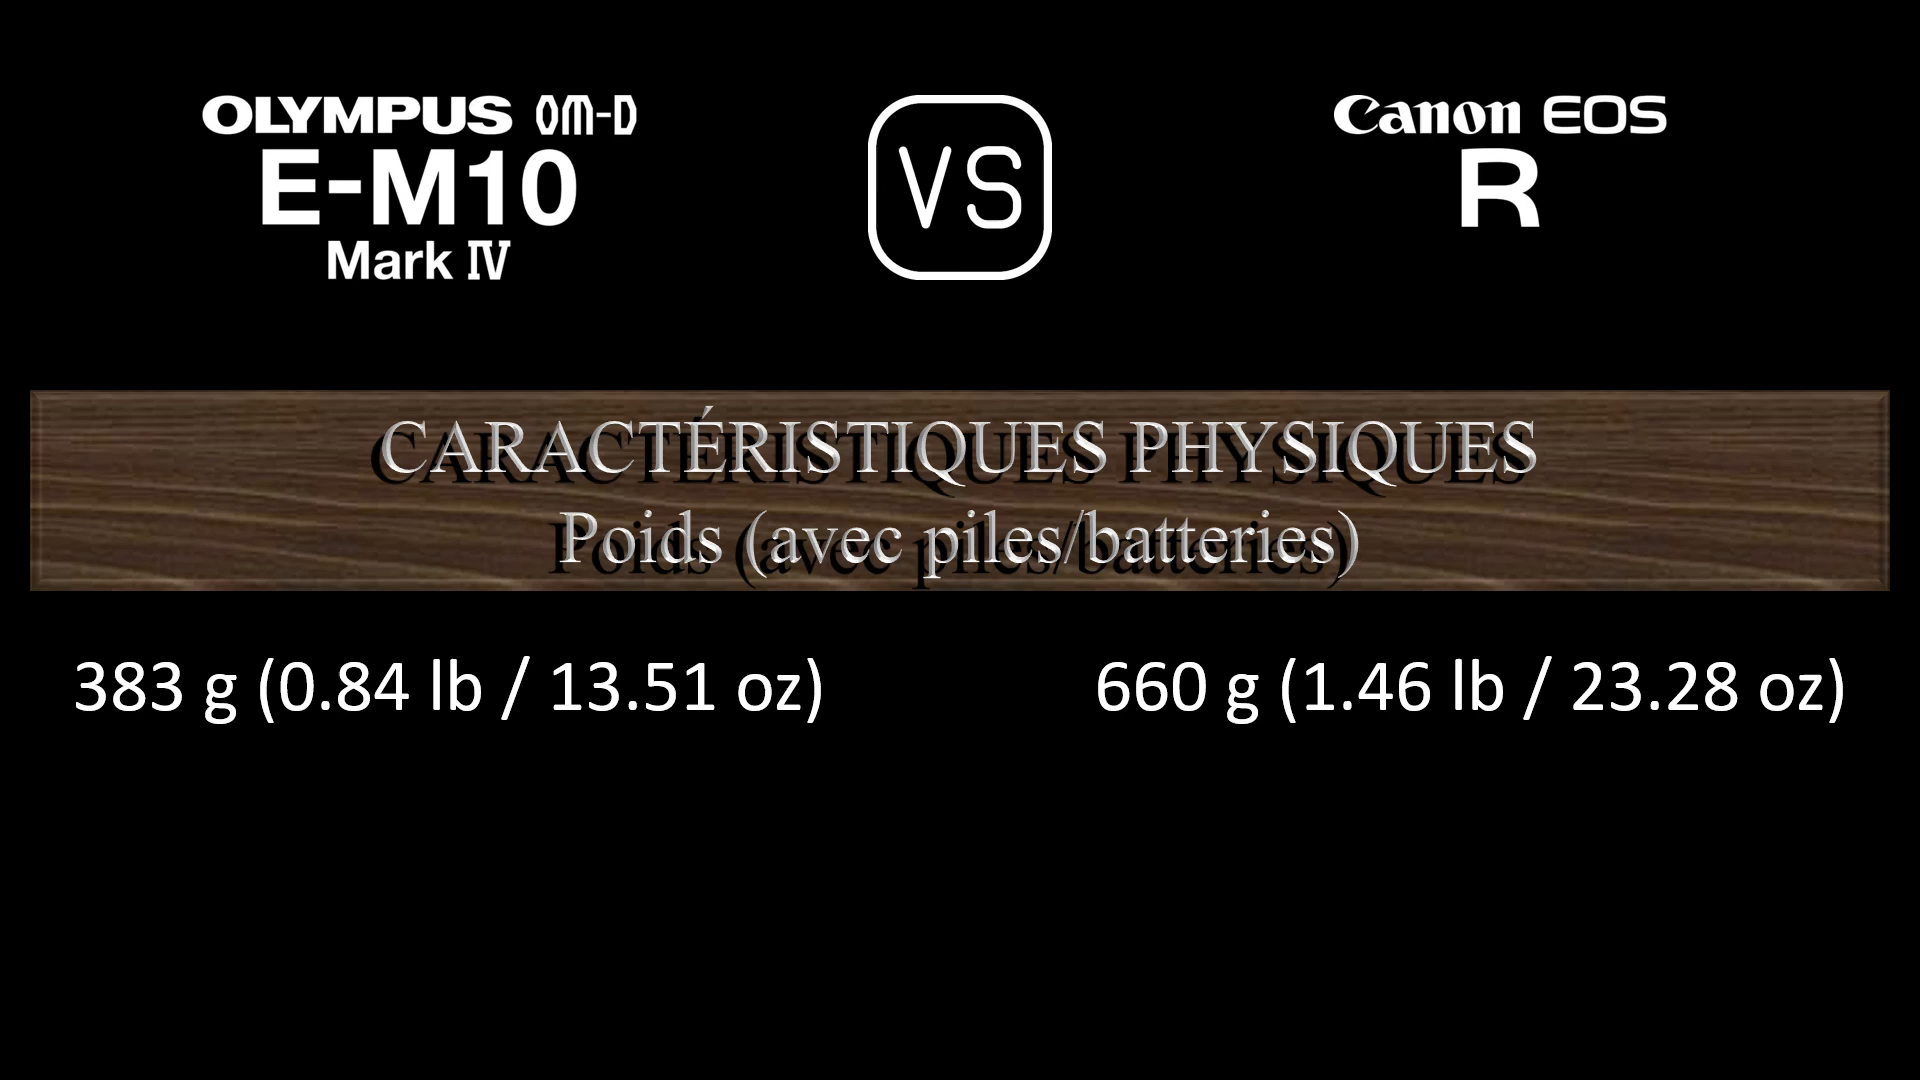 OLYMPUS OM-D
E-M10
Mark IV
VS
Canon EOS
R
CARACTÉRISTIQUES PHYSIQUES
Poids (avec piles/batteries)
383 g (0.84 lb / 13.51 oz)
660 g (1.46 lb / 23.28 oz)